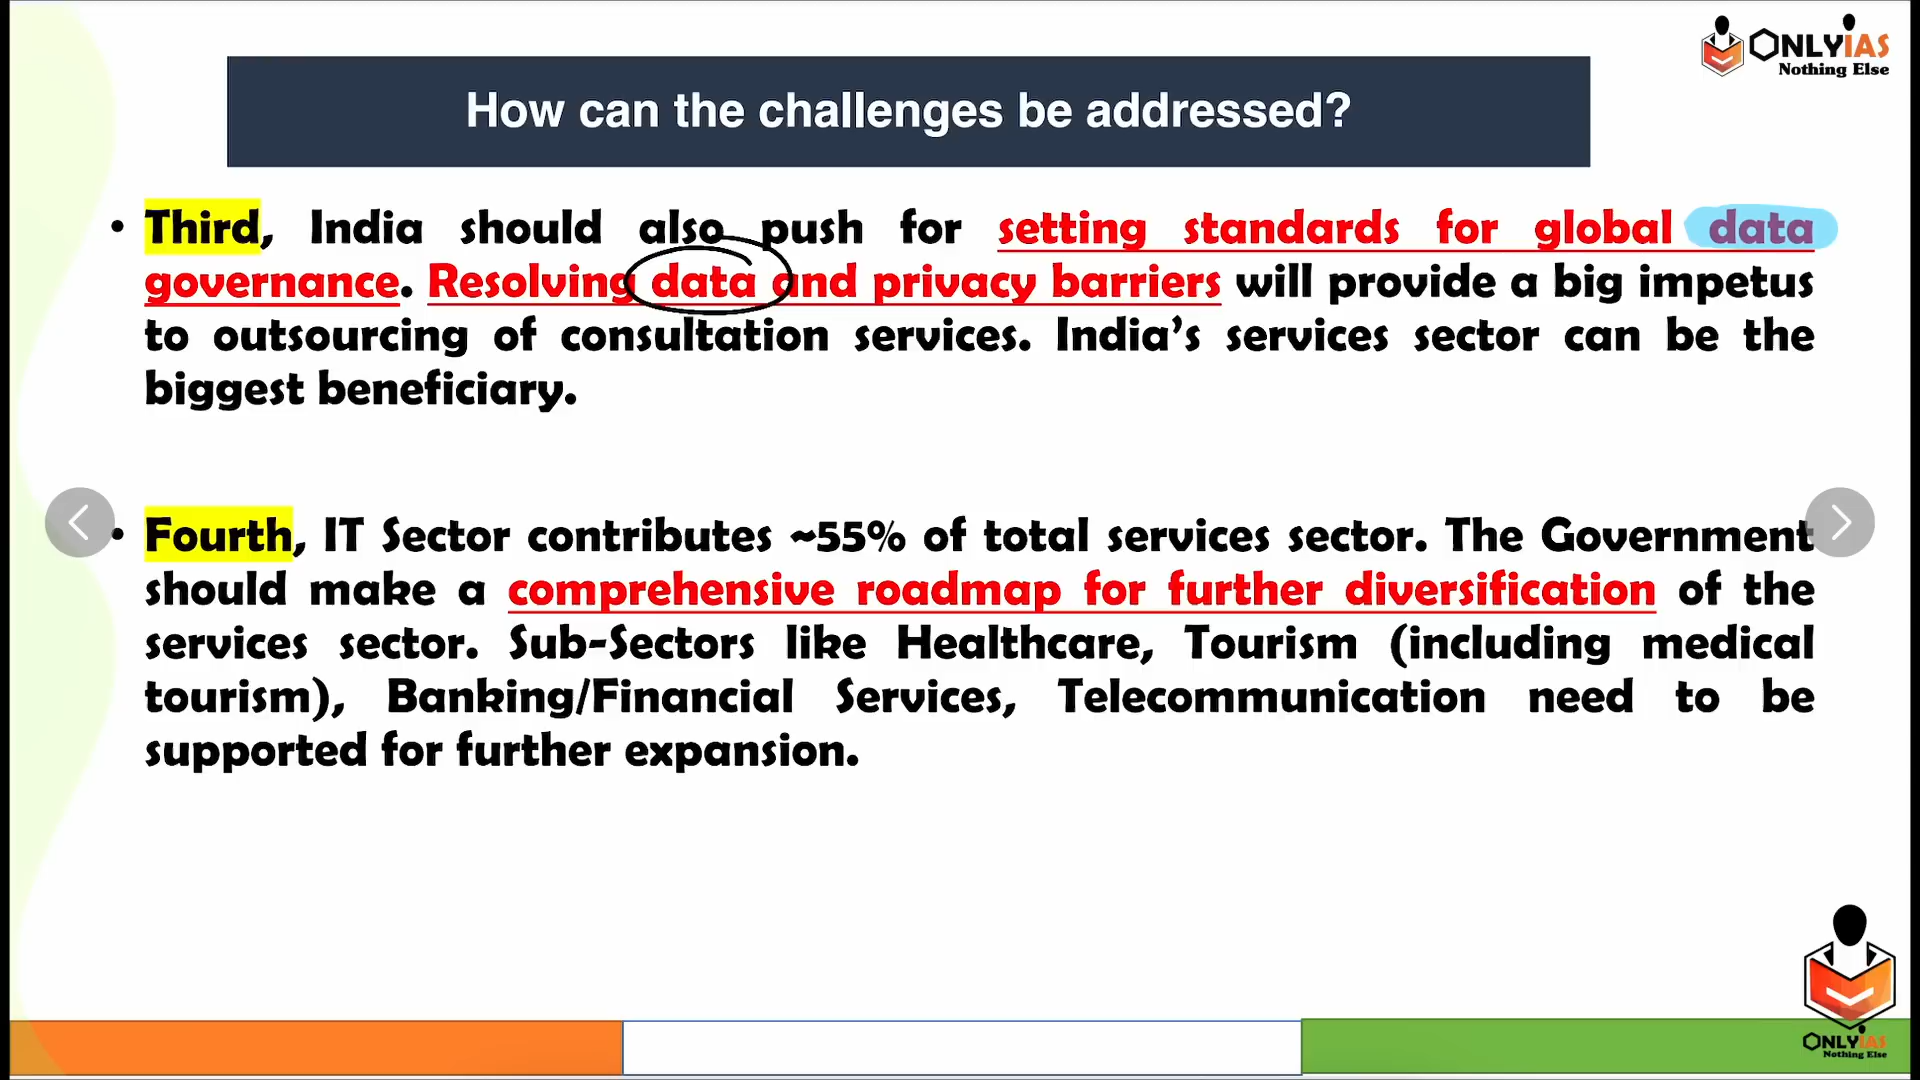 ONLYIAS
Nothing Else
How can the challenges be addressed?
• Third, India should also push for setting standards for global data
governance. Resolving data and privacy barriers will provide a big impetus
to outsourcing of consultation services. India’s services sector can be the
biggest beneficiary.
• Fourth, IT Sector contributes ~55% of total services sector. The Government
should make a comprehensive roadmap for further diversification of the
services sector. Sub-Sectors like Healthcare, Tourism (including medical
tourism), Banking/Financial Services, Telecommunication need to be
supported for further expansion.
ONLYIAS
Nothing Else